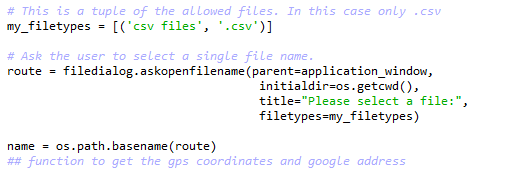 # This is a tuple of the allowed files. In this case only .csv
my_filetypes = [('csv files', '.csv')]
# Ask the user to select a single file name.
route = filedialog.askopenfilename(parent=application_window,
initialdir=os.getcwd(),
title="Please select a file:",
filetypes=my_filetypes)
name = os.path.basename(route)
## function to get the gps coordinates and google address